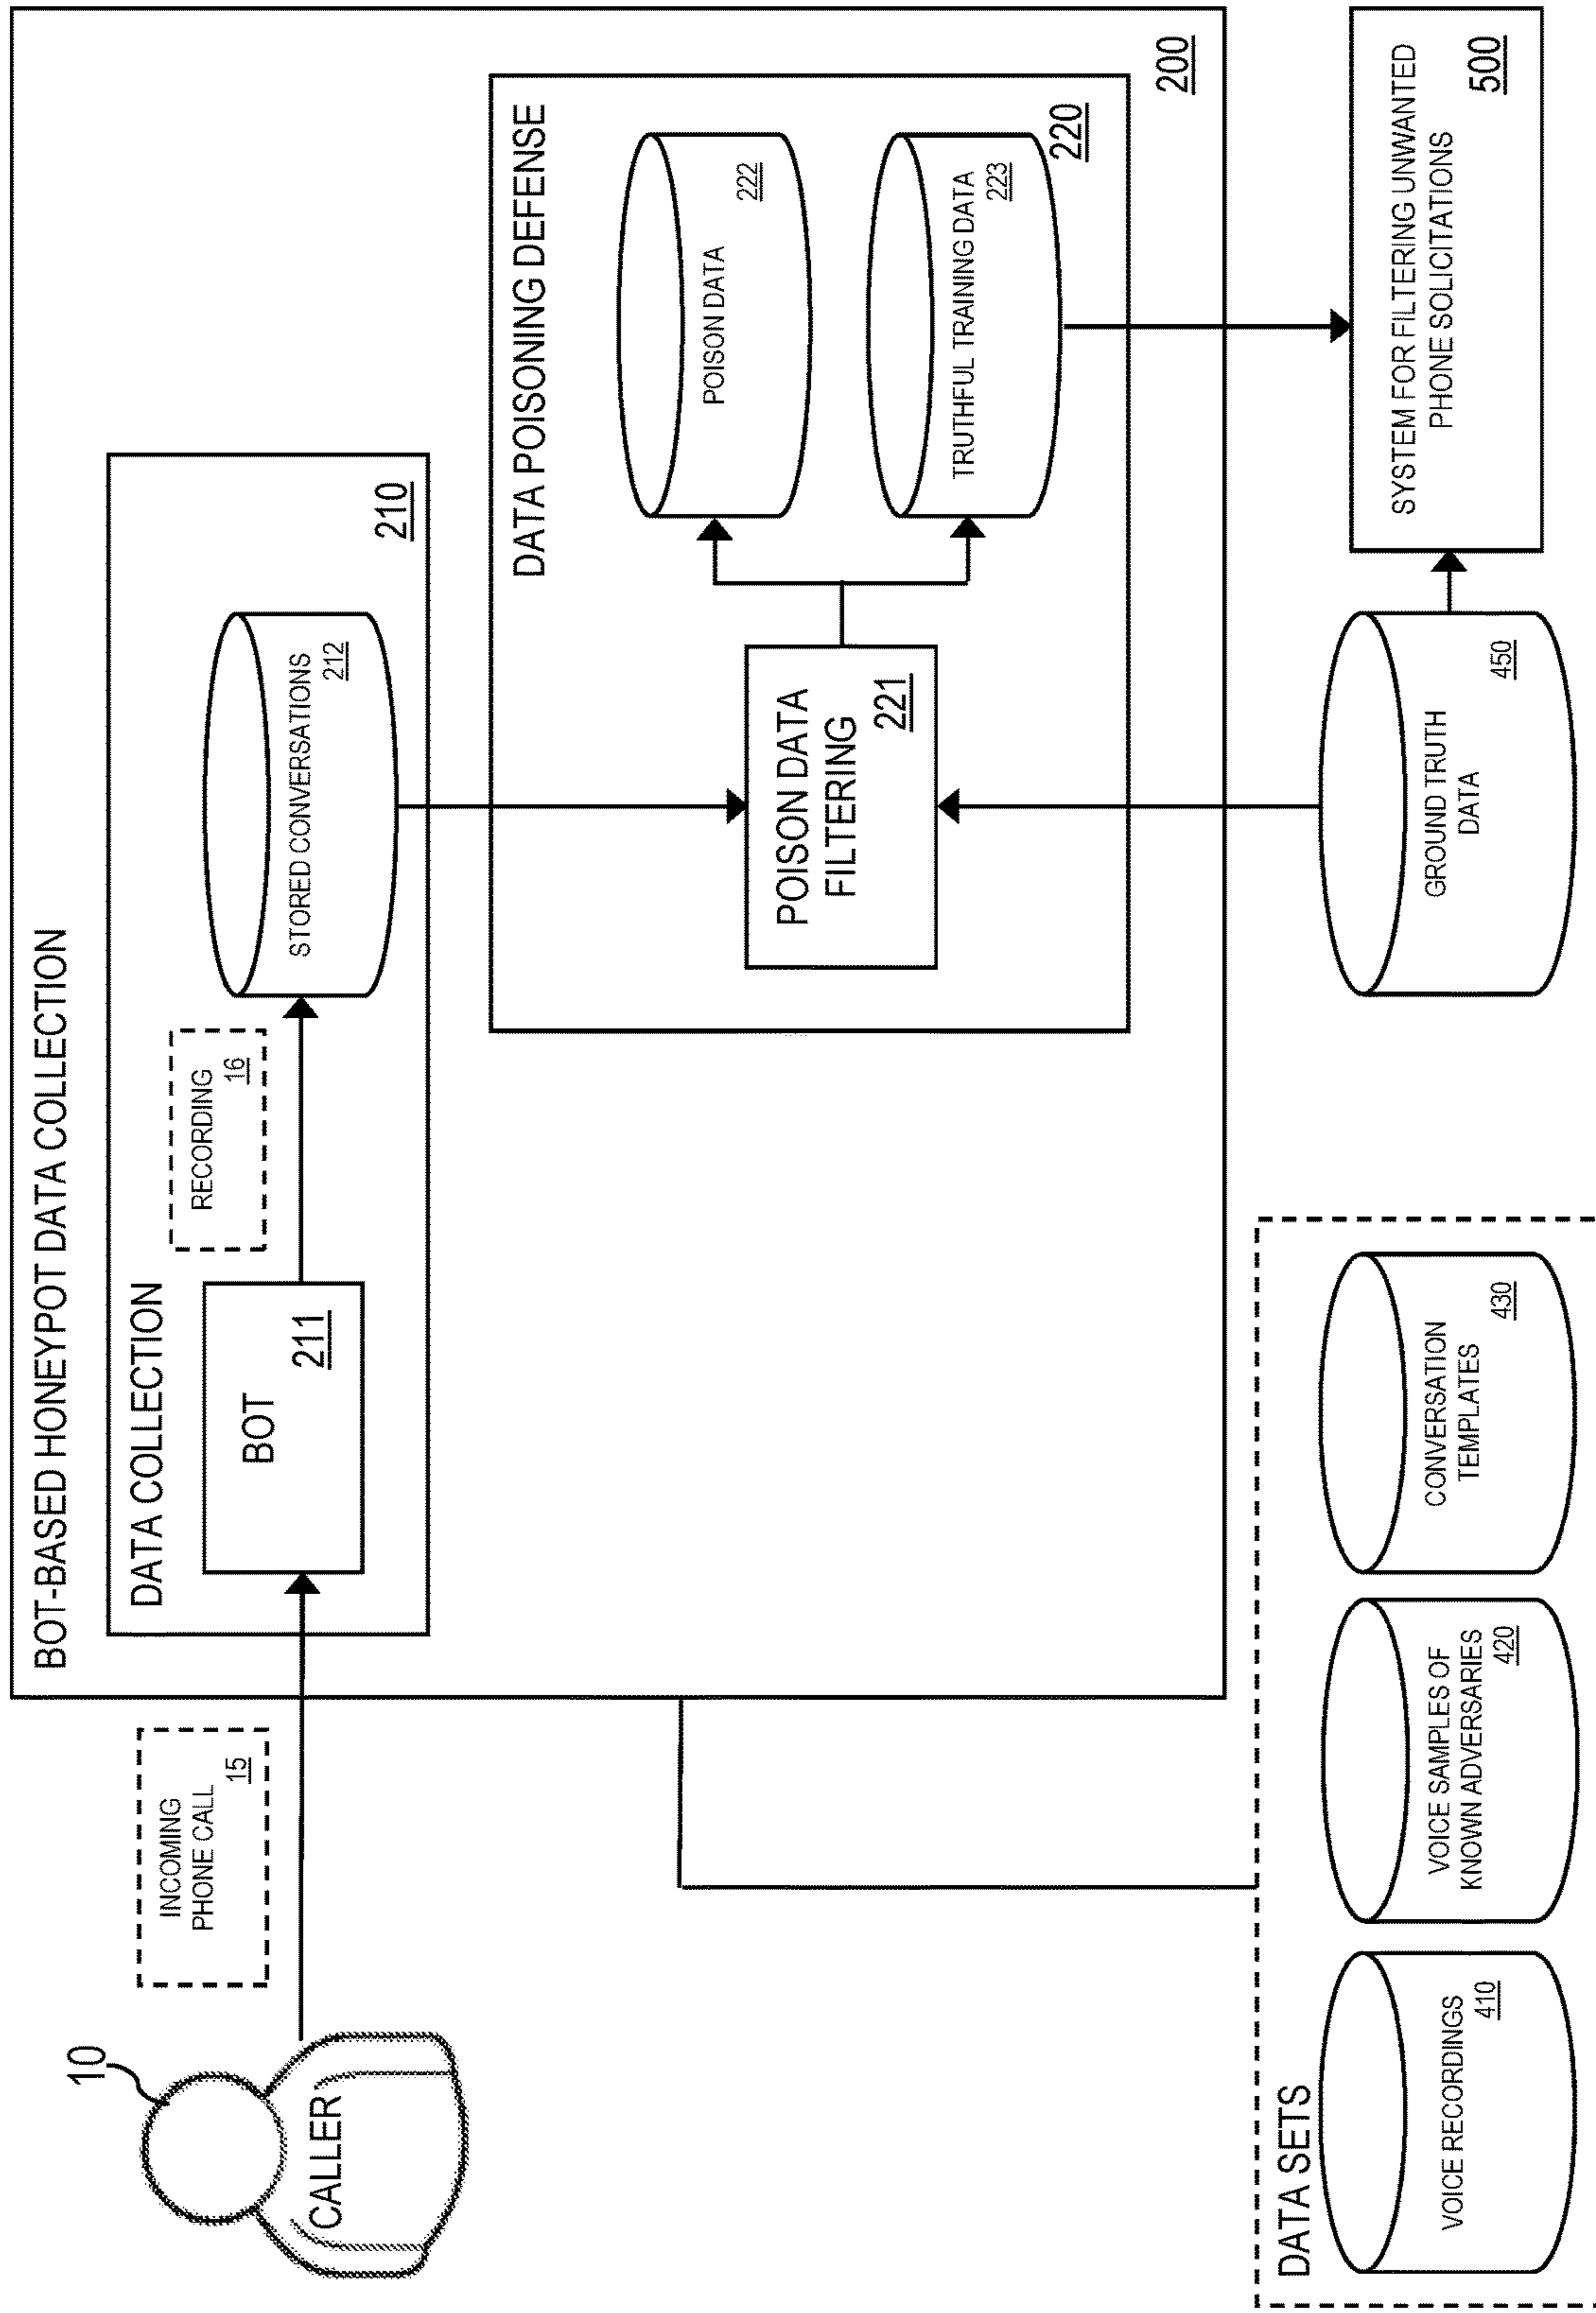 BOT-BASED HONEYPOT DATA COLLECTION
200
DATA COLLECTION
210
10
CALLER
INCOMING
PHONE CALL
15
BOT
211
RECORDING
16
STORED CONVERSATIONS
212
DATA POISONING DEFENSE
220
POISON DATA
FILTERING
221
POISON DATA
222
TRUTHFUL TRAINING DATA
223
DATA SETS
VOICE RECORDINGS
410
VOICE SAMPLES OF
KNOWN ADVERSARIES
420
CONVERSATION
TEMPLATES
430
GROUND TRUTH
DATA
450
SYSTEM FOR FILTERING UNWANTED
PHONE SOLICITATIONS
500